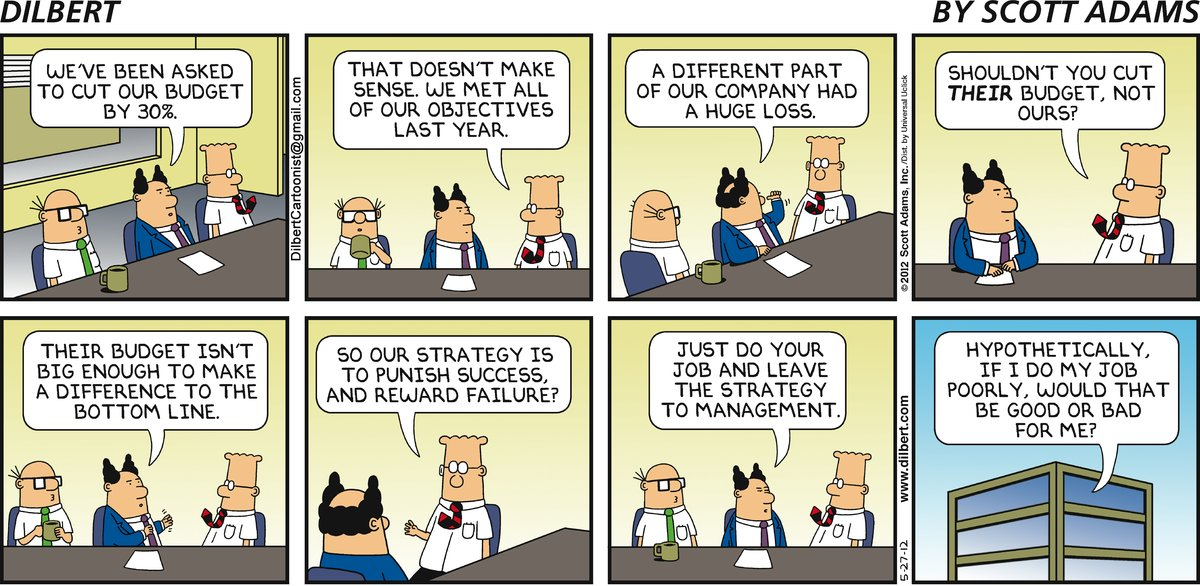 DILBERT
BY SCOTT ADAMS
WE'VE BEEN ASKED
TO CUT OUR BUDGET
BY 30%.
DilbertCartoonist@gmail.com
THAT DOESN'T MAKE
SENSE. WE MET ALL
OF OUR OBJECTIVES
LAST YEAR.
A DIFFERENT PART
OF OUR COMPANY HAD
A HUGE LOSS.
©2012 Scott Adams, Inc./Dist. by Universal Uclick
SHOULDN'T YOU CUT
THEIR BUDGET, NOT
OURS?
THEIR BUDGET ISN'T
BIG ENOUGH TO MAKE
A DIFFERENCE TO THE
BOTTOM LINE.
SO OUR STRATEGY IS
TO PUNISH SUCCESS,
AND REWARD FAILURE?
JUST DO YOUR
JOB AND LEAVE
THE STRATEGY
TO MANAGEMENT.
5-27-12 www.dilbert.com
HYPOTHETICALLY,
IF I DO MY JOB
POORLY, WOULD THAT
BE GOOD OR BAD
FOR ME?